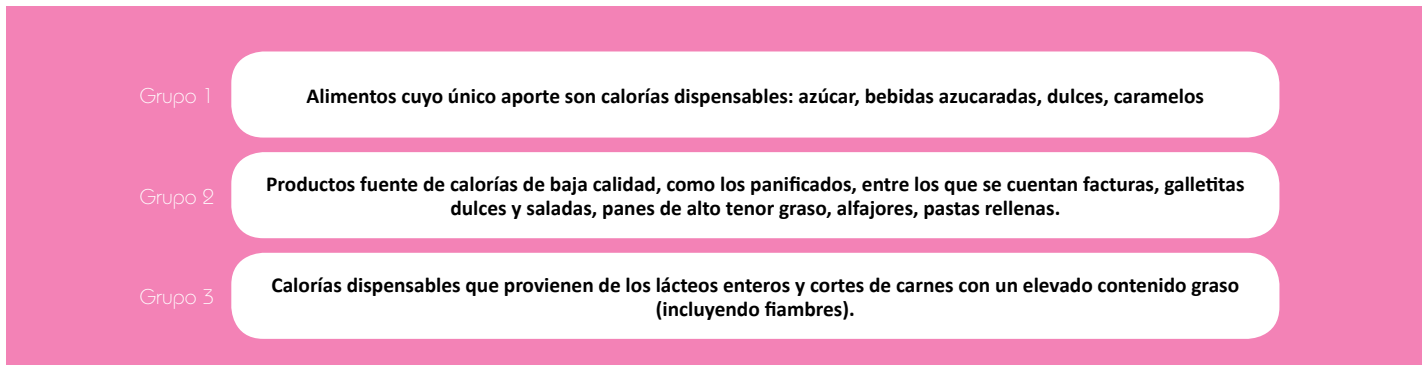 Grupo 1
Alimentos cuyo único aporte son calorías dispensables: azúcar, bebidas azucaradas, dulces, caramelos
Grupo 2
Productos fuente de calorías de baja calidad, como los panificados, entre los que se cuentan facturas, galletitas
dulces y saladas, panes de alto tenor graso, alfajores, pastas rellenas.
Grupo 3
Calorías dispensables que provienen de los lácteos enteros y cortes de carnes con un elevado contenido graso
(incluyendo fiambres).